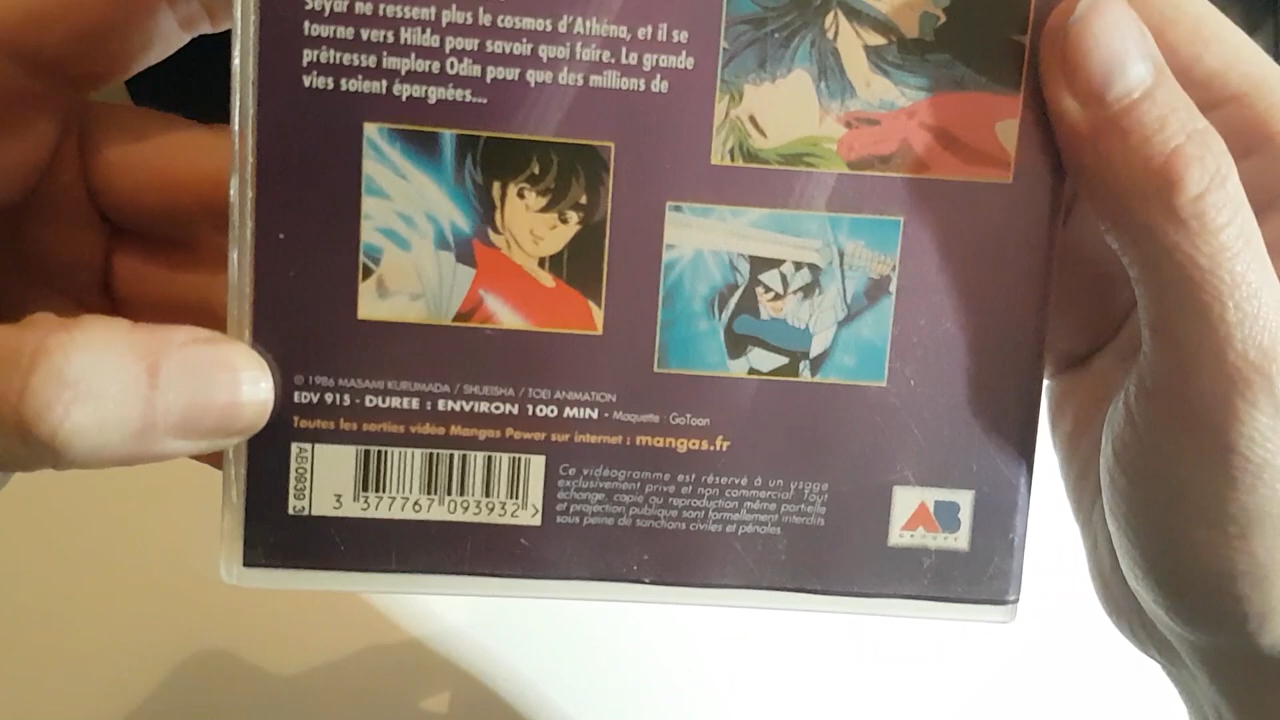 Seyar ne ressent plus le cosmos d'Athéna, et il se
tourne vers Hilda pour savoir quoi faire. La grande
prêtresse implore Odin pour que des millions de
vies soient épargnées...
© 1986 MASAMI KURUMADA / SHUEISHA / TOEI ANIMATION
EDV 915 - DUREE : ENVIRON 100 MIN - Maquette : GoToon
Toutes les sorties vidéo Mangas Power sur internet : mangas.fr
AB0939 3
3 377767 093932 >
Ce vidéogramme est réservé à un usage
exclusivement privé et non commercial. Tout
échange, copie ou reproduction même partielle
et projection publique sont formellement interdits
sous peine de sanctions civiles et pénales.
AB
GROUPE